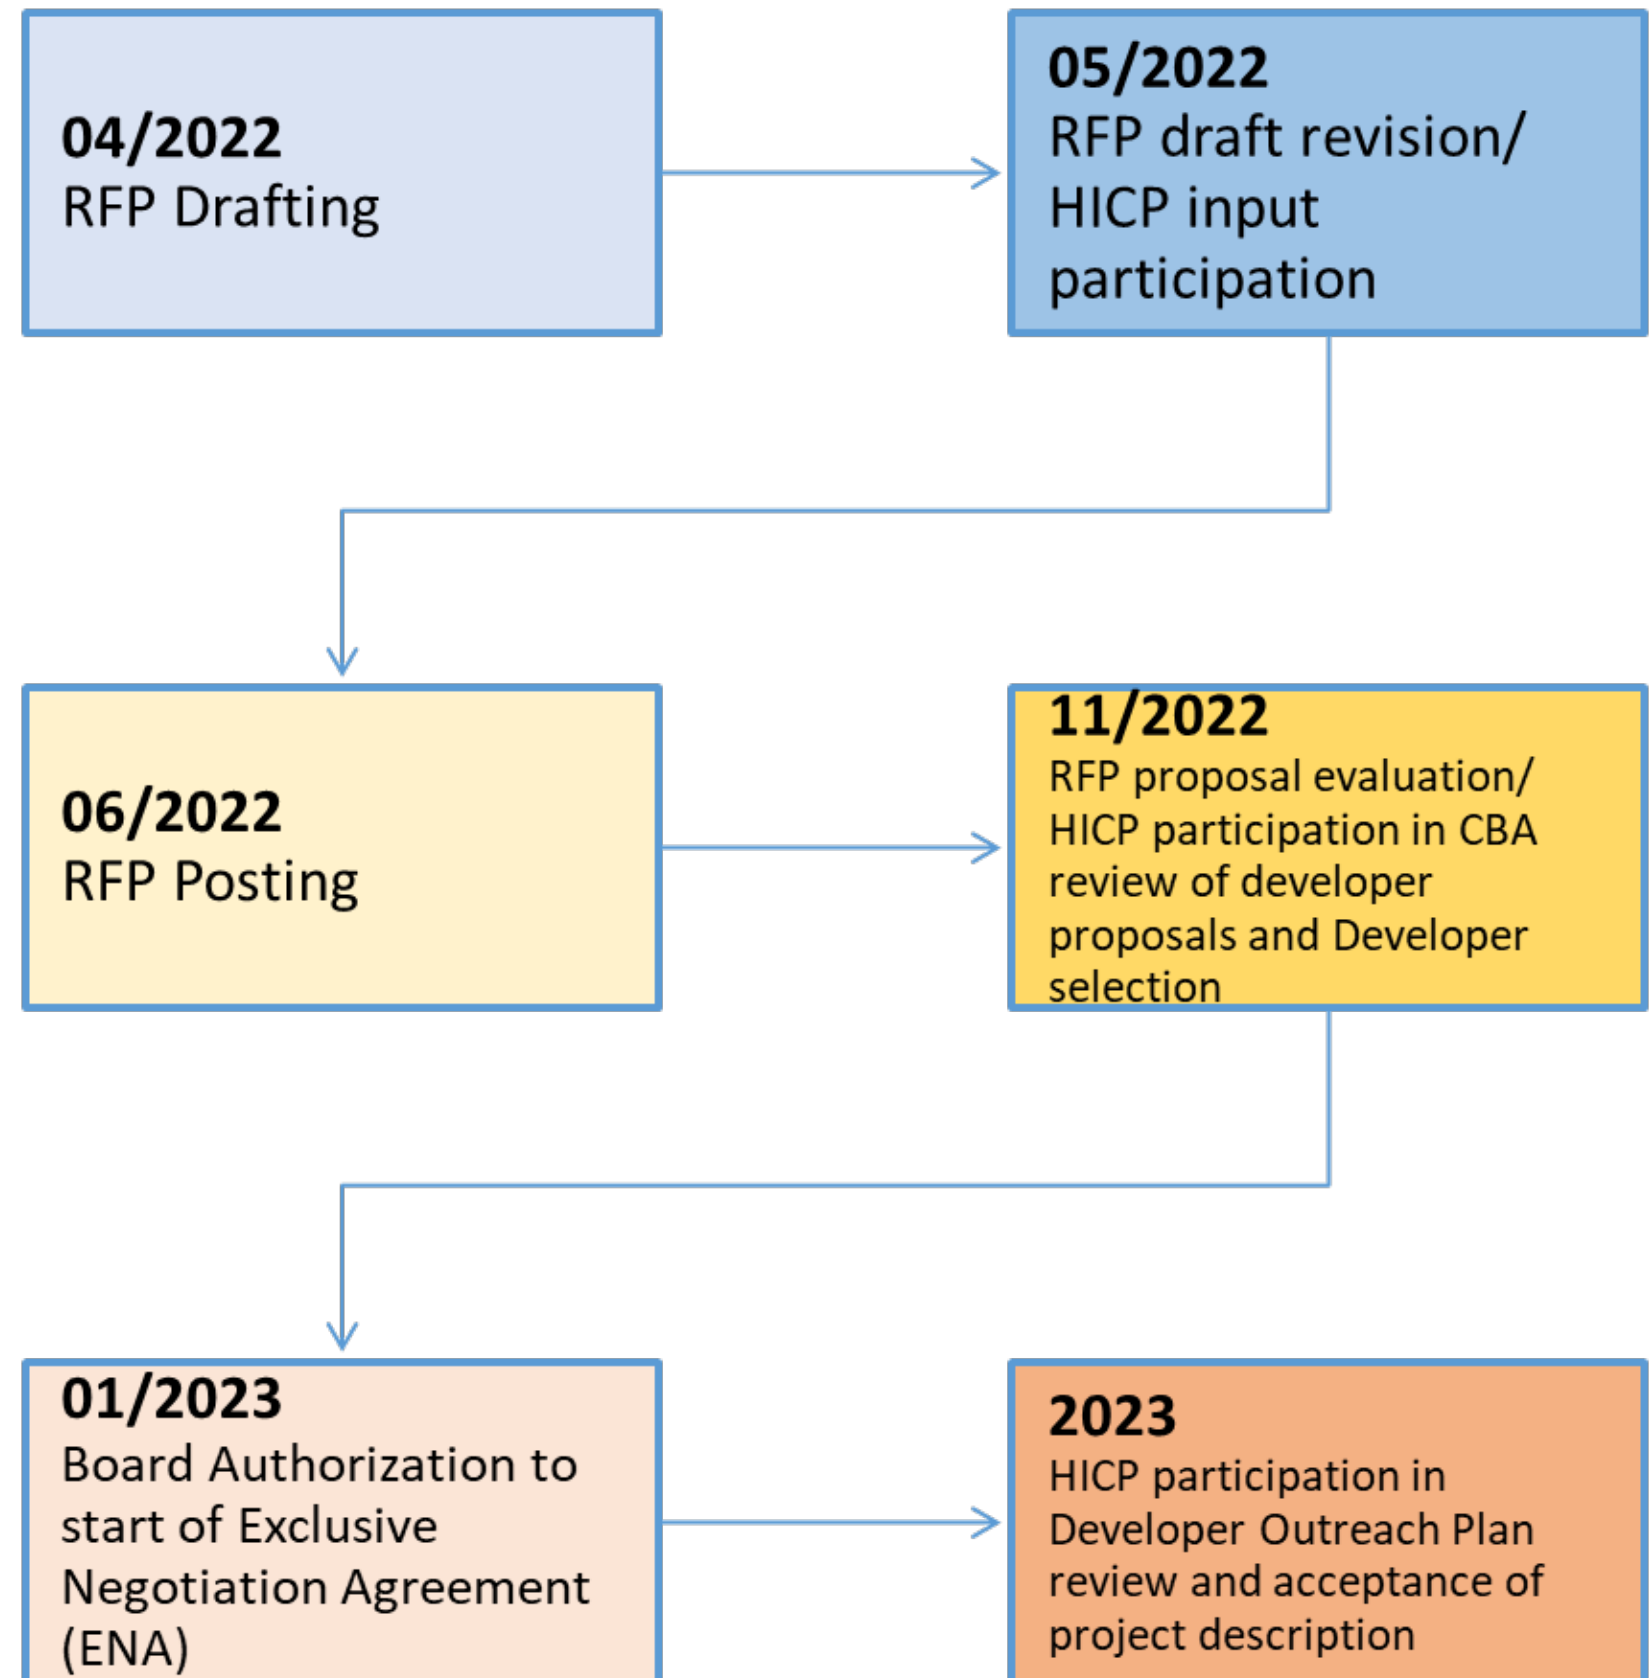 04/2022
RFP Drafting
05/2022
RFP draft revision/
HICP input
participation
06/2022
RFP Posting
11/2022
RFP proposal evaluation/
HICP participation in CBA
review of developer
proposals and Developer
selection
01/2023
Board Authorization to
start of Exclusive
Negotiation Agreement
(ENA)
2023
HICP participation in
Developer Outreach Plan
review and acceptance of
project description